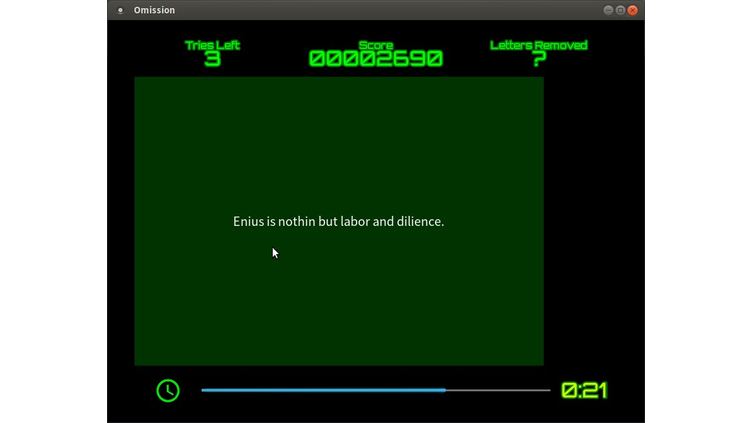 Omission
Tries Left Score Letters Removed
3 00002690 ?
Enius is nothin but labor and dilience.
0:21